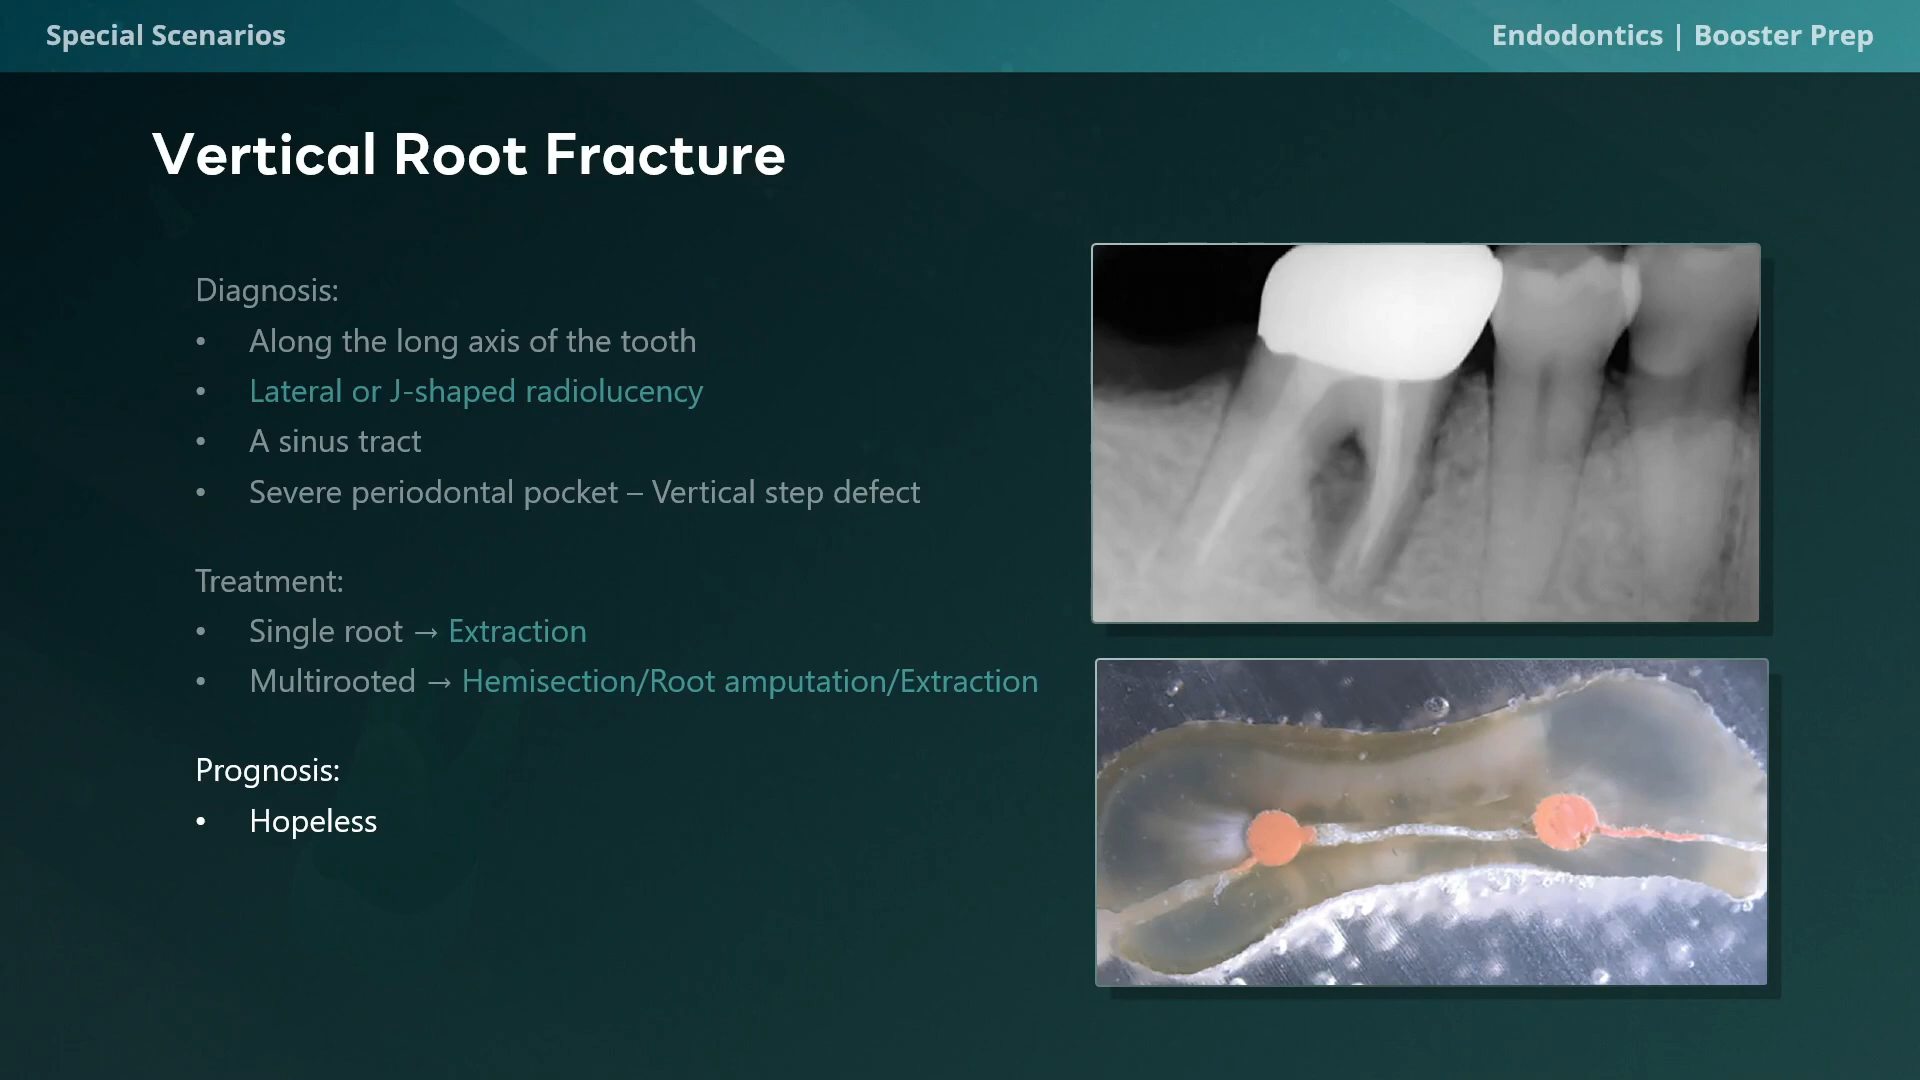 Special Scenarios
Endodontics | Booster Prep
Vertical Root Fracture
Diagnosis:
• Along the long axis of the tooth
• Lateral or J-shaped radiolucency
• A sinus tract
• Severe periodontal pocket – Vertical step defect
Treatment:
• Single root → Extraction
• Multirooted → Hemisection/Root amputation/Extraction
Prognosis:
• Hopeless